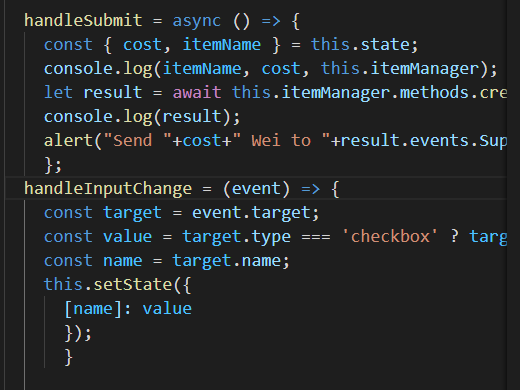 handleSubmit = async () => {
const { cost, itemName } = this.state;
console.log(itemName, cost, this.itemManager);
let result = await this.itemManager.methods.cre
console.log(result);
alert("Send "+cost+" Wei to "+result.events.Sup
};
handleInputChange = (event) => {
const target = event.target;
const value = target.type === 'checkbox' ? targ
const name = target.name;
this.setState({
[name]: value
});
}